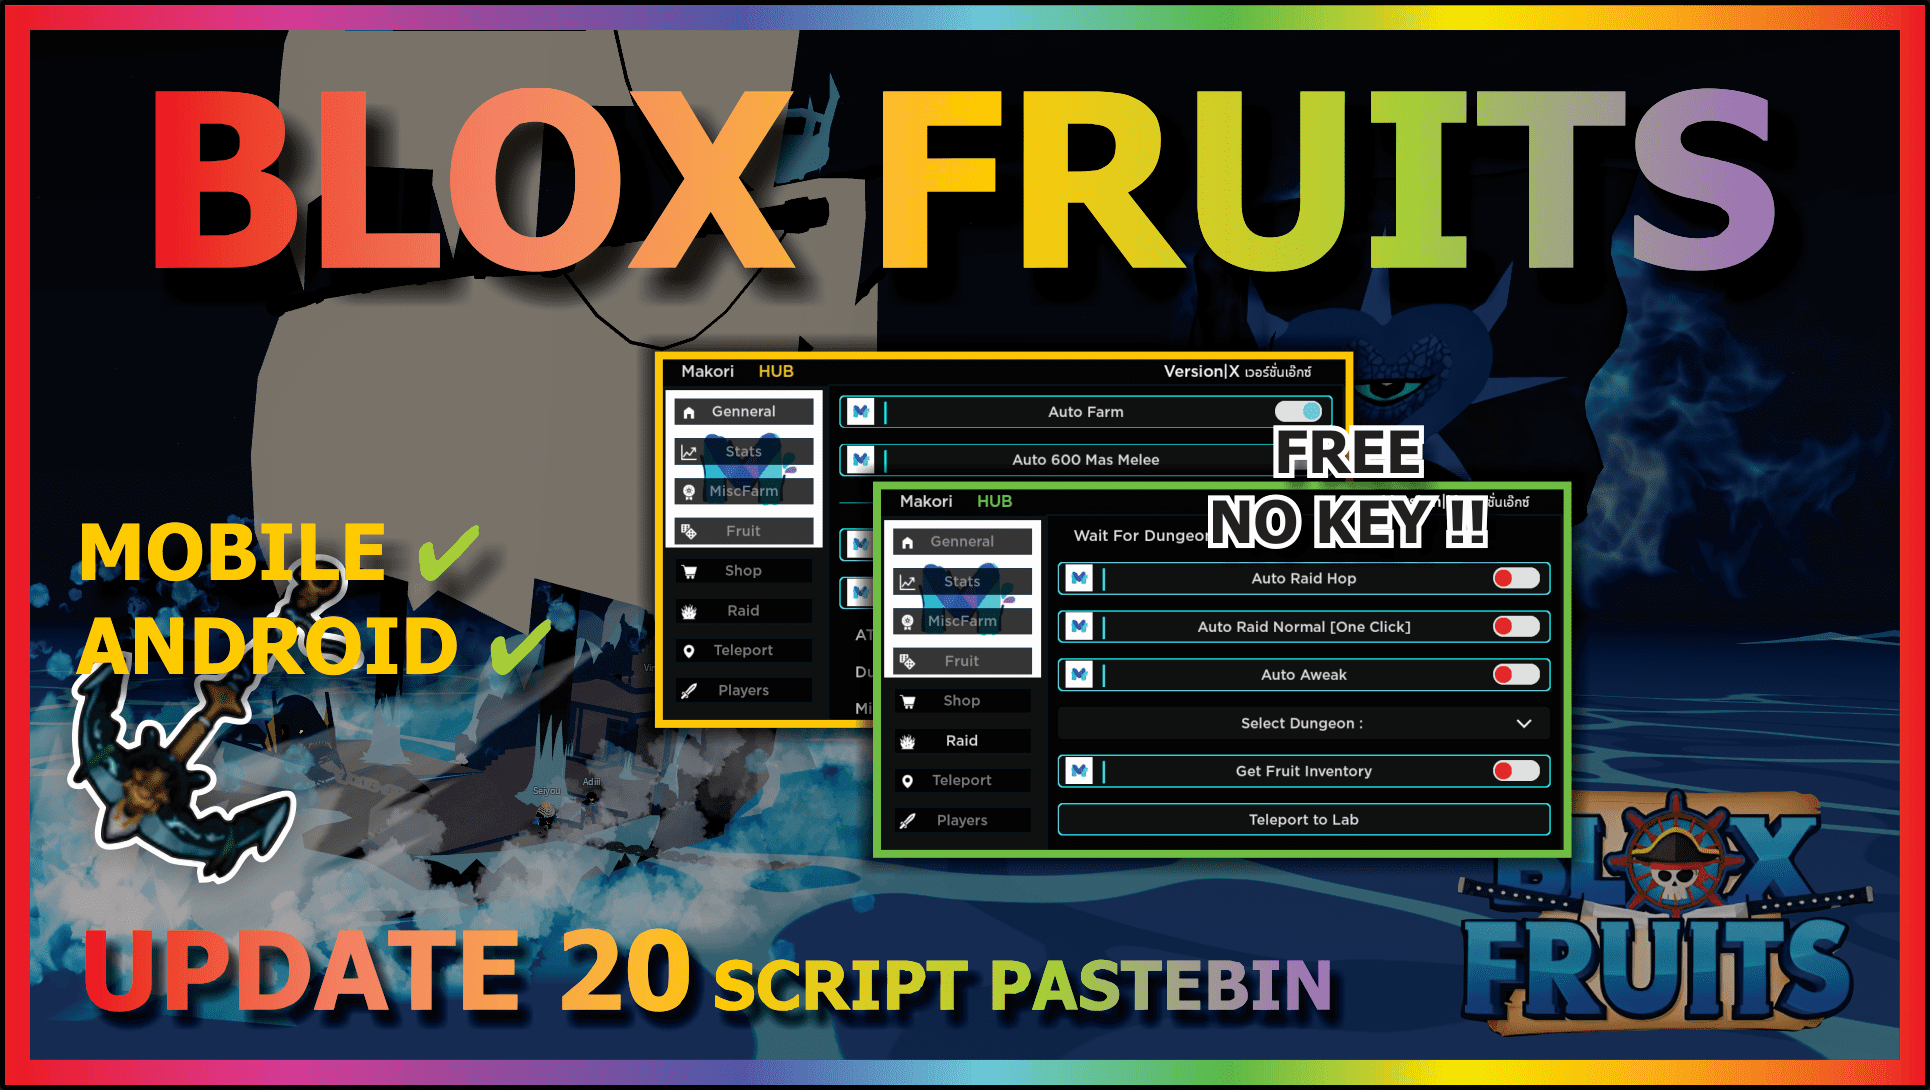 BLOX FRUITS
Makori HUB
Version|X เวอร์ชั่นเอ็กซ์
Genneral
Stats
MiscFarm
Fruit
Shop
Raid
Teleport
Players
Auto Farm
Auto 600 Mas Melee
FREE
NO KEY !!
Makori HUB
Genneral
Stats
MiscFarm
Fruit
Shop
Raid
Teleport
Players
Wait For
Auto Raid Hop
Auto Raid Normal [One Click]
Auto Aweak
Select Dungeon :
Get Fruit Inventory
Teleport to Lab
MOBILE ✔
ANDROID ✔
Seiyou
Adiii
UPDATE 20 SCRIPT PASTEBIN
BLOX
FRUITS